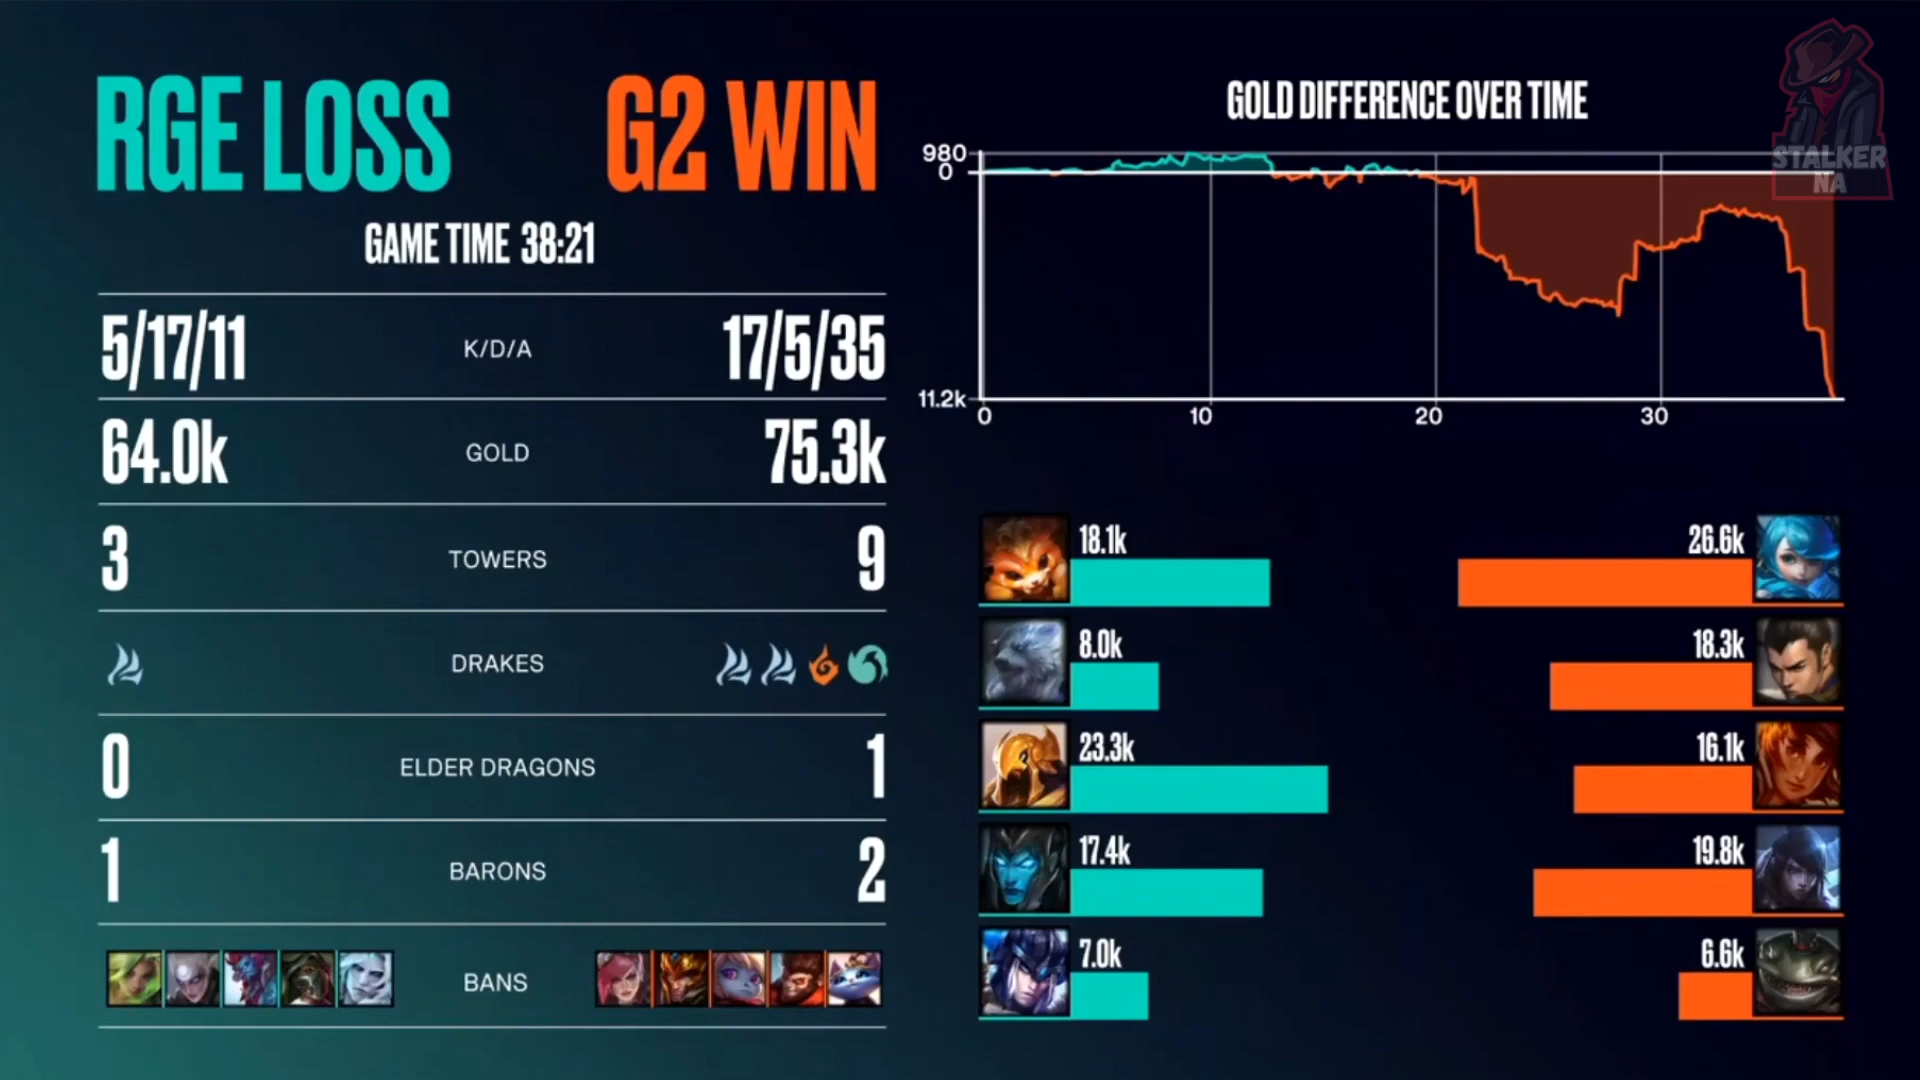 RGE LOSS
G2 WIN
GAME TIME 38:21
5/17/11 K/D/A 17/5/35
64.0k GOLD 75.3k
3 TOWERS 9
DRAKES
0 ELDER DRAGONS 1
1 BARONS 2
BANS
GOLD DIFFERENCE OVER TIME
980
0
11.2k
0 10 20 30
18.1k 26.6k
8.0k 18.3k
23.3k 16.1k
17.4k 19.8k
7.0k 6.6k
STALKER
NA